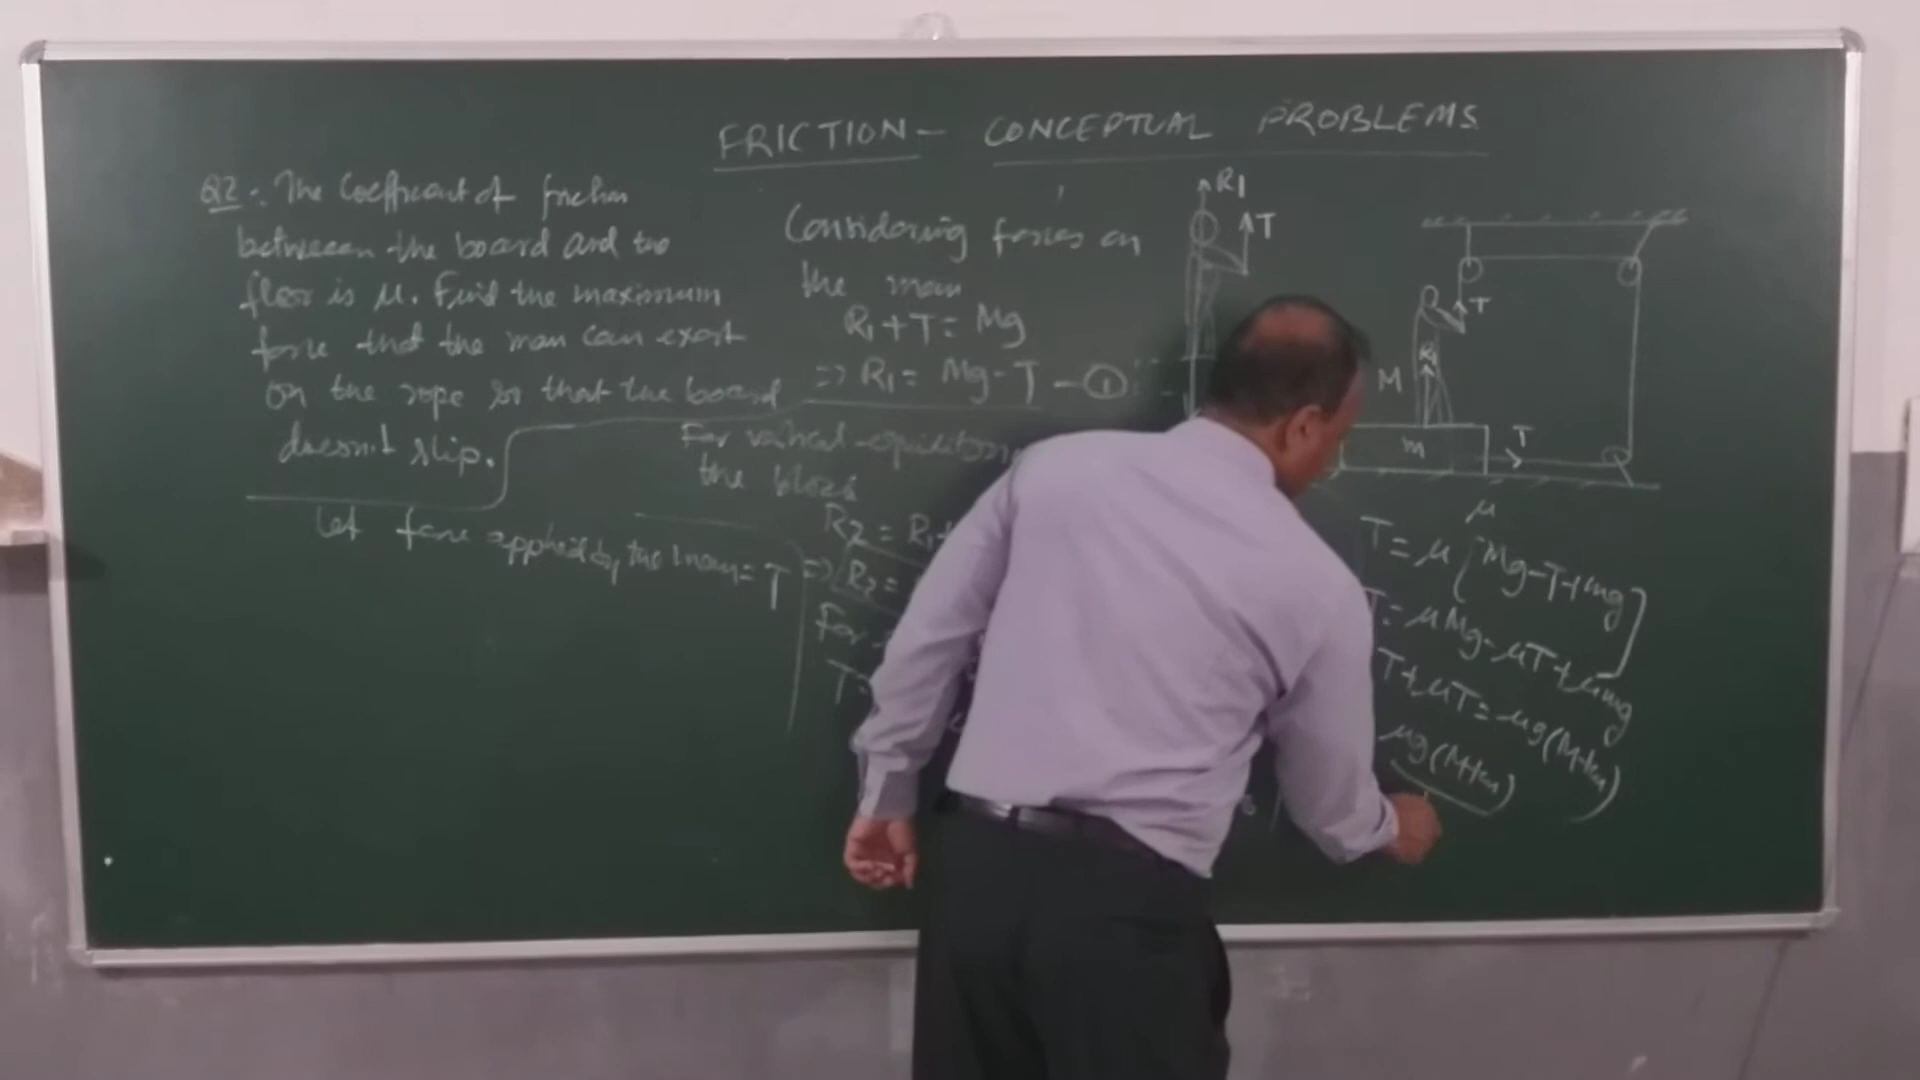 FRICTION - CONCEPTUAL PROBLEMS
Q2:- The Coefficient of friction
between the board and the
floor is μ. Find the maximum
force that the man can exert
on the rope so that the board
doesn't slip.
Let force applied by the man = T
Considering forces on
the man
R1 + T = Mg
=> R1 = Mg - T - ①
For vertical equilibrium
the block
R2 = R1+
=> R2 =
For
T =
R1
T
T
M
R1
m
T
μ
T = μ[Mg-T+mg]
T = μMg-μT+μmg
T+μT = μg(M+m)
μg(M+m)